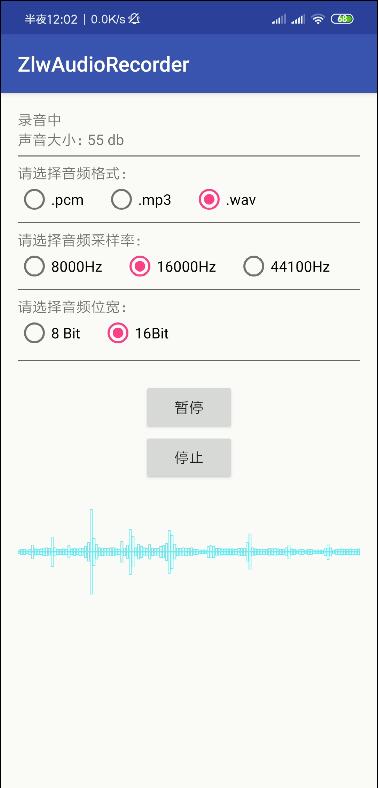 半夜12:02 | 0.0K/s
68
ZlwAudioRecorder
录音中
声音大小：55 db
请选择音频格式：
.pcm .mp3 .wav
请选择音频采样率：
8000Hz 16000Hz 44100Hz
请选择音频位宽：
8 Bit 16Bit
暂停
停止